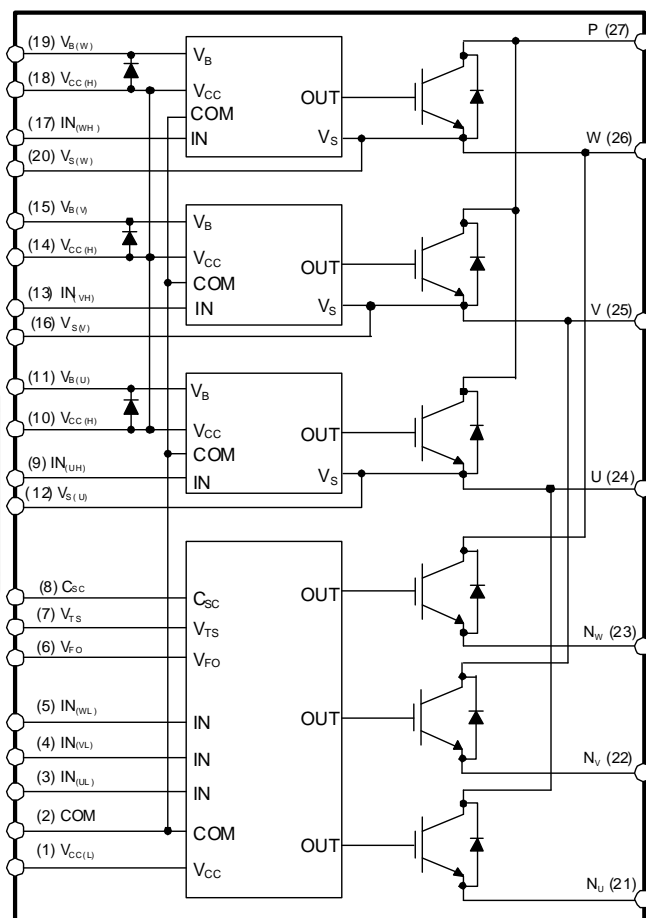 (19) VB(W)
VB
P (27)
(18) VCC(H)
VCC
OUT
COM
(17) IN(WH)
IN
VS
W (26)
(20) VS(W)
(15) VB(V)
VB
(14) VCC(H)
VCC
OUT
COM
(13) IN(VH)
IN
VS
V (25)
(16) VS(V)
(11) VB(U)
VB
(10) VCC(H)
VCC
OUT
COM
(9) IN(UH)
IN
VS
U (24)
(12) VS(U)
(8) CSC
CSC
OUT
(7) VTS
VTS
(6) VFO
VFO
NW (23)
(5) IN(WL)
IN
OUT
(4) IN(VL)
IN
NV (22)
(3) IN(UL)
IN
(2) COM
COM
OUT
(1) VCC(L)
VCC
NU (21)